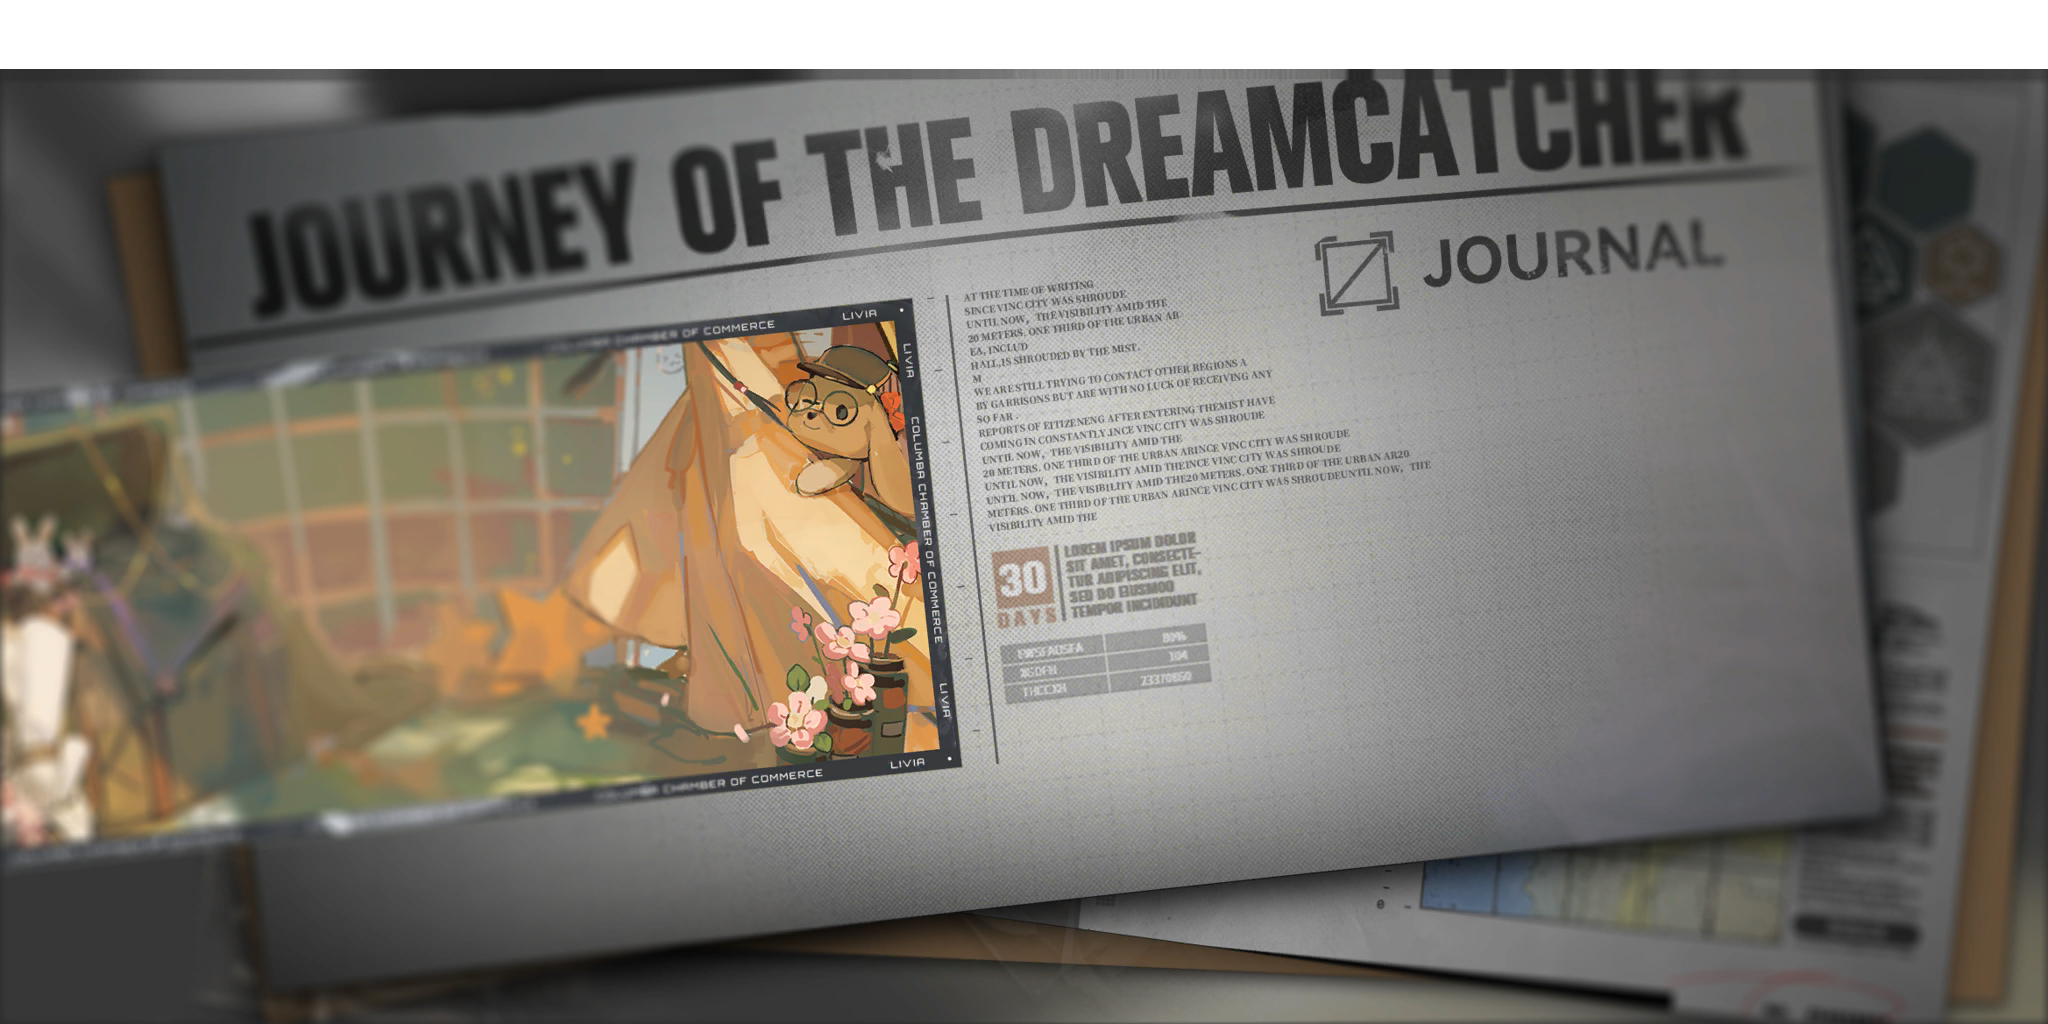 JOURNEY OF THE DREAMCATCHER
JOURNAL
COLUMBA CHAMBER OF COMMERCE
LIVIA
LIVIA
COLUMBA CHAMBER OF COMMERCE
LIVIA
CHAMBER OF COMMERCE
LIVIA
AT THE TIME OF WRITING
SINCE VINC CITY WAS SHROUDE
UNTIL NOW, THE VISIBILITY AMID THE
20 METERS. ONE THIRD OF THE URBAN AR
EA, INCLUD
HALL,IS SHROUDED BY THE MIST.
M
WE ARE STILL TRYING TO CONTACT OTHER REGIONS A
BY GARRISONS BUT ARE WITH NO LUCK OF RECEIVING ANY
SO FAR .
REPORTS OF EITIZENENG AFTER ENTERING THEMIST HAVE
COMING IN CONSTANTLY.INCE VINC CITY WAS SHROUDE
UNTIL NOW, THE VISIBILITY AMID THE
20 METERS. ONE THIRD OF THE URBAN ARINCE VINC CITY WAS SHROUDE
UNTIL NOW, THE VISIBILITY AMID THEINCE VINC CITY WAS SHROUDE
UNTIL NOW, THE VISIBILITY AMID THE20 METERS. ONE THIRD OF THE URBAN AR20
METERS. ONE THIRD OF THE URBAN ARINCE VINC CITY WAS SHROUDEUNTIL NOW, THE
VISIBILITY AMID THE
30
DAYS
LOREM IPSUM DOLOR
SIT AMET, CONSECTE-
TUR ADIPISCING ELIT,
SED DO EIUSMOD
TEMPOR INCIDIDUNT
80%
104
THCCXH 23370860
e